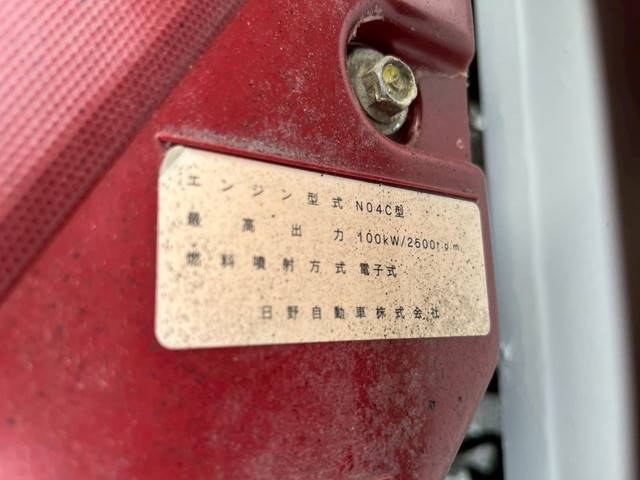 エンジン型式 N04C型
最高出力 100kW/2500r.p.m.
燃料噴射方式 電子式
日野自動車株式会社